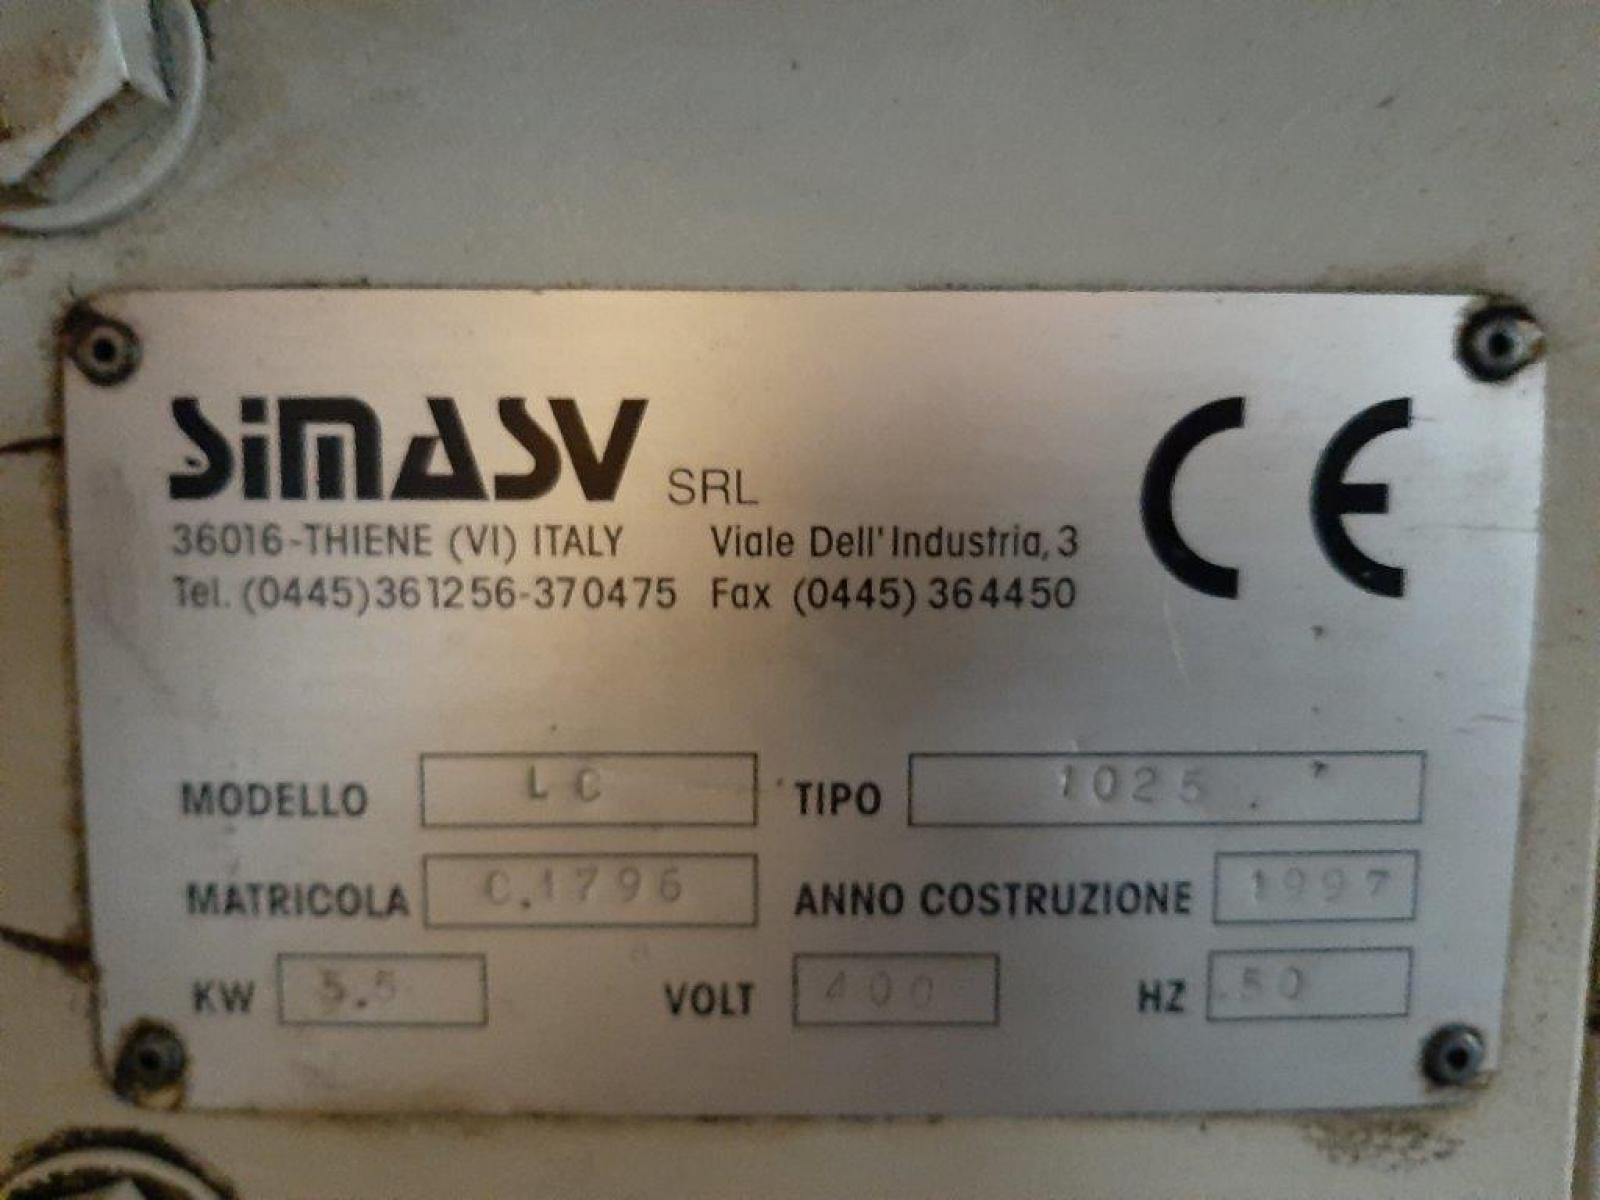 SiMASV SRL
36016-THIENE (VI) ITALY Viale Dell'Industria, 3
Tel. (0445)361256-370475 Fax (0445) 364450
CE
MODELLO LC TIPO 1025
MATRICOLA C.1796 ANNO COSTRUZIONE 1997
KW 5.5 VOLT 400 HZ 50